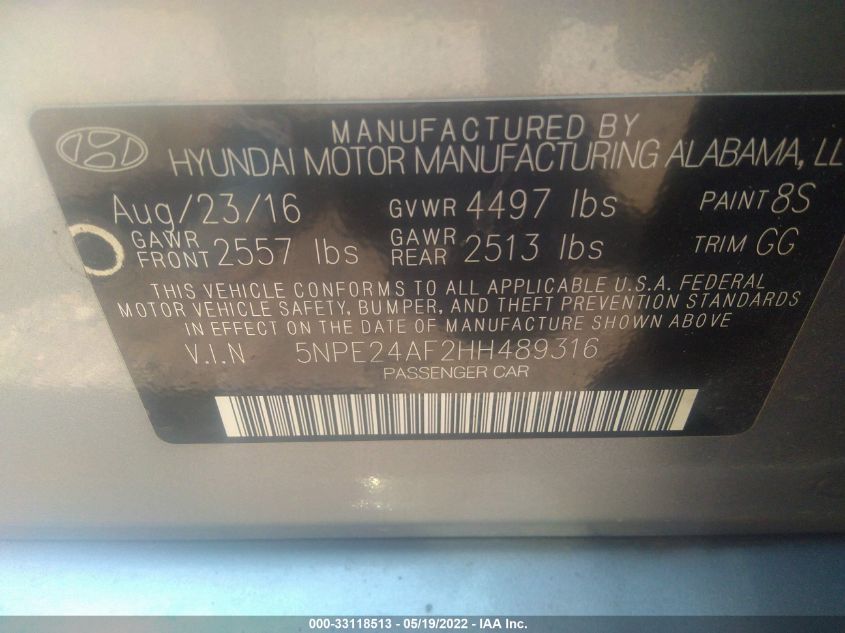 MANUFACTURED BY
HYUNDAI MOTOR MANUFACTURING ALABAMA, LL
Aug/23/16 GVWR 4497 lbs PAINT 8S
GAWR FRONT 2557 lbs GAWR REAR 2513 lbs TRIM GG
THIS VEHICLE CONFORMS TO ALL APPLICABLE U.S.A. FEDERAL
MOTOR VEHICLE SAFETY, BUMPER, AND THEFT PREVENTION STANDARDS
IN EFFECT ON THE DATE OF MANUFACTURE SHOWN ABOVE
V.I.N 5NPE24AF2HH489316
PASSENGER CAR
000-33118513 - 05/19/2022 - IAA Inc.